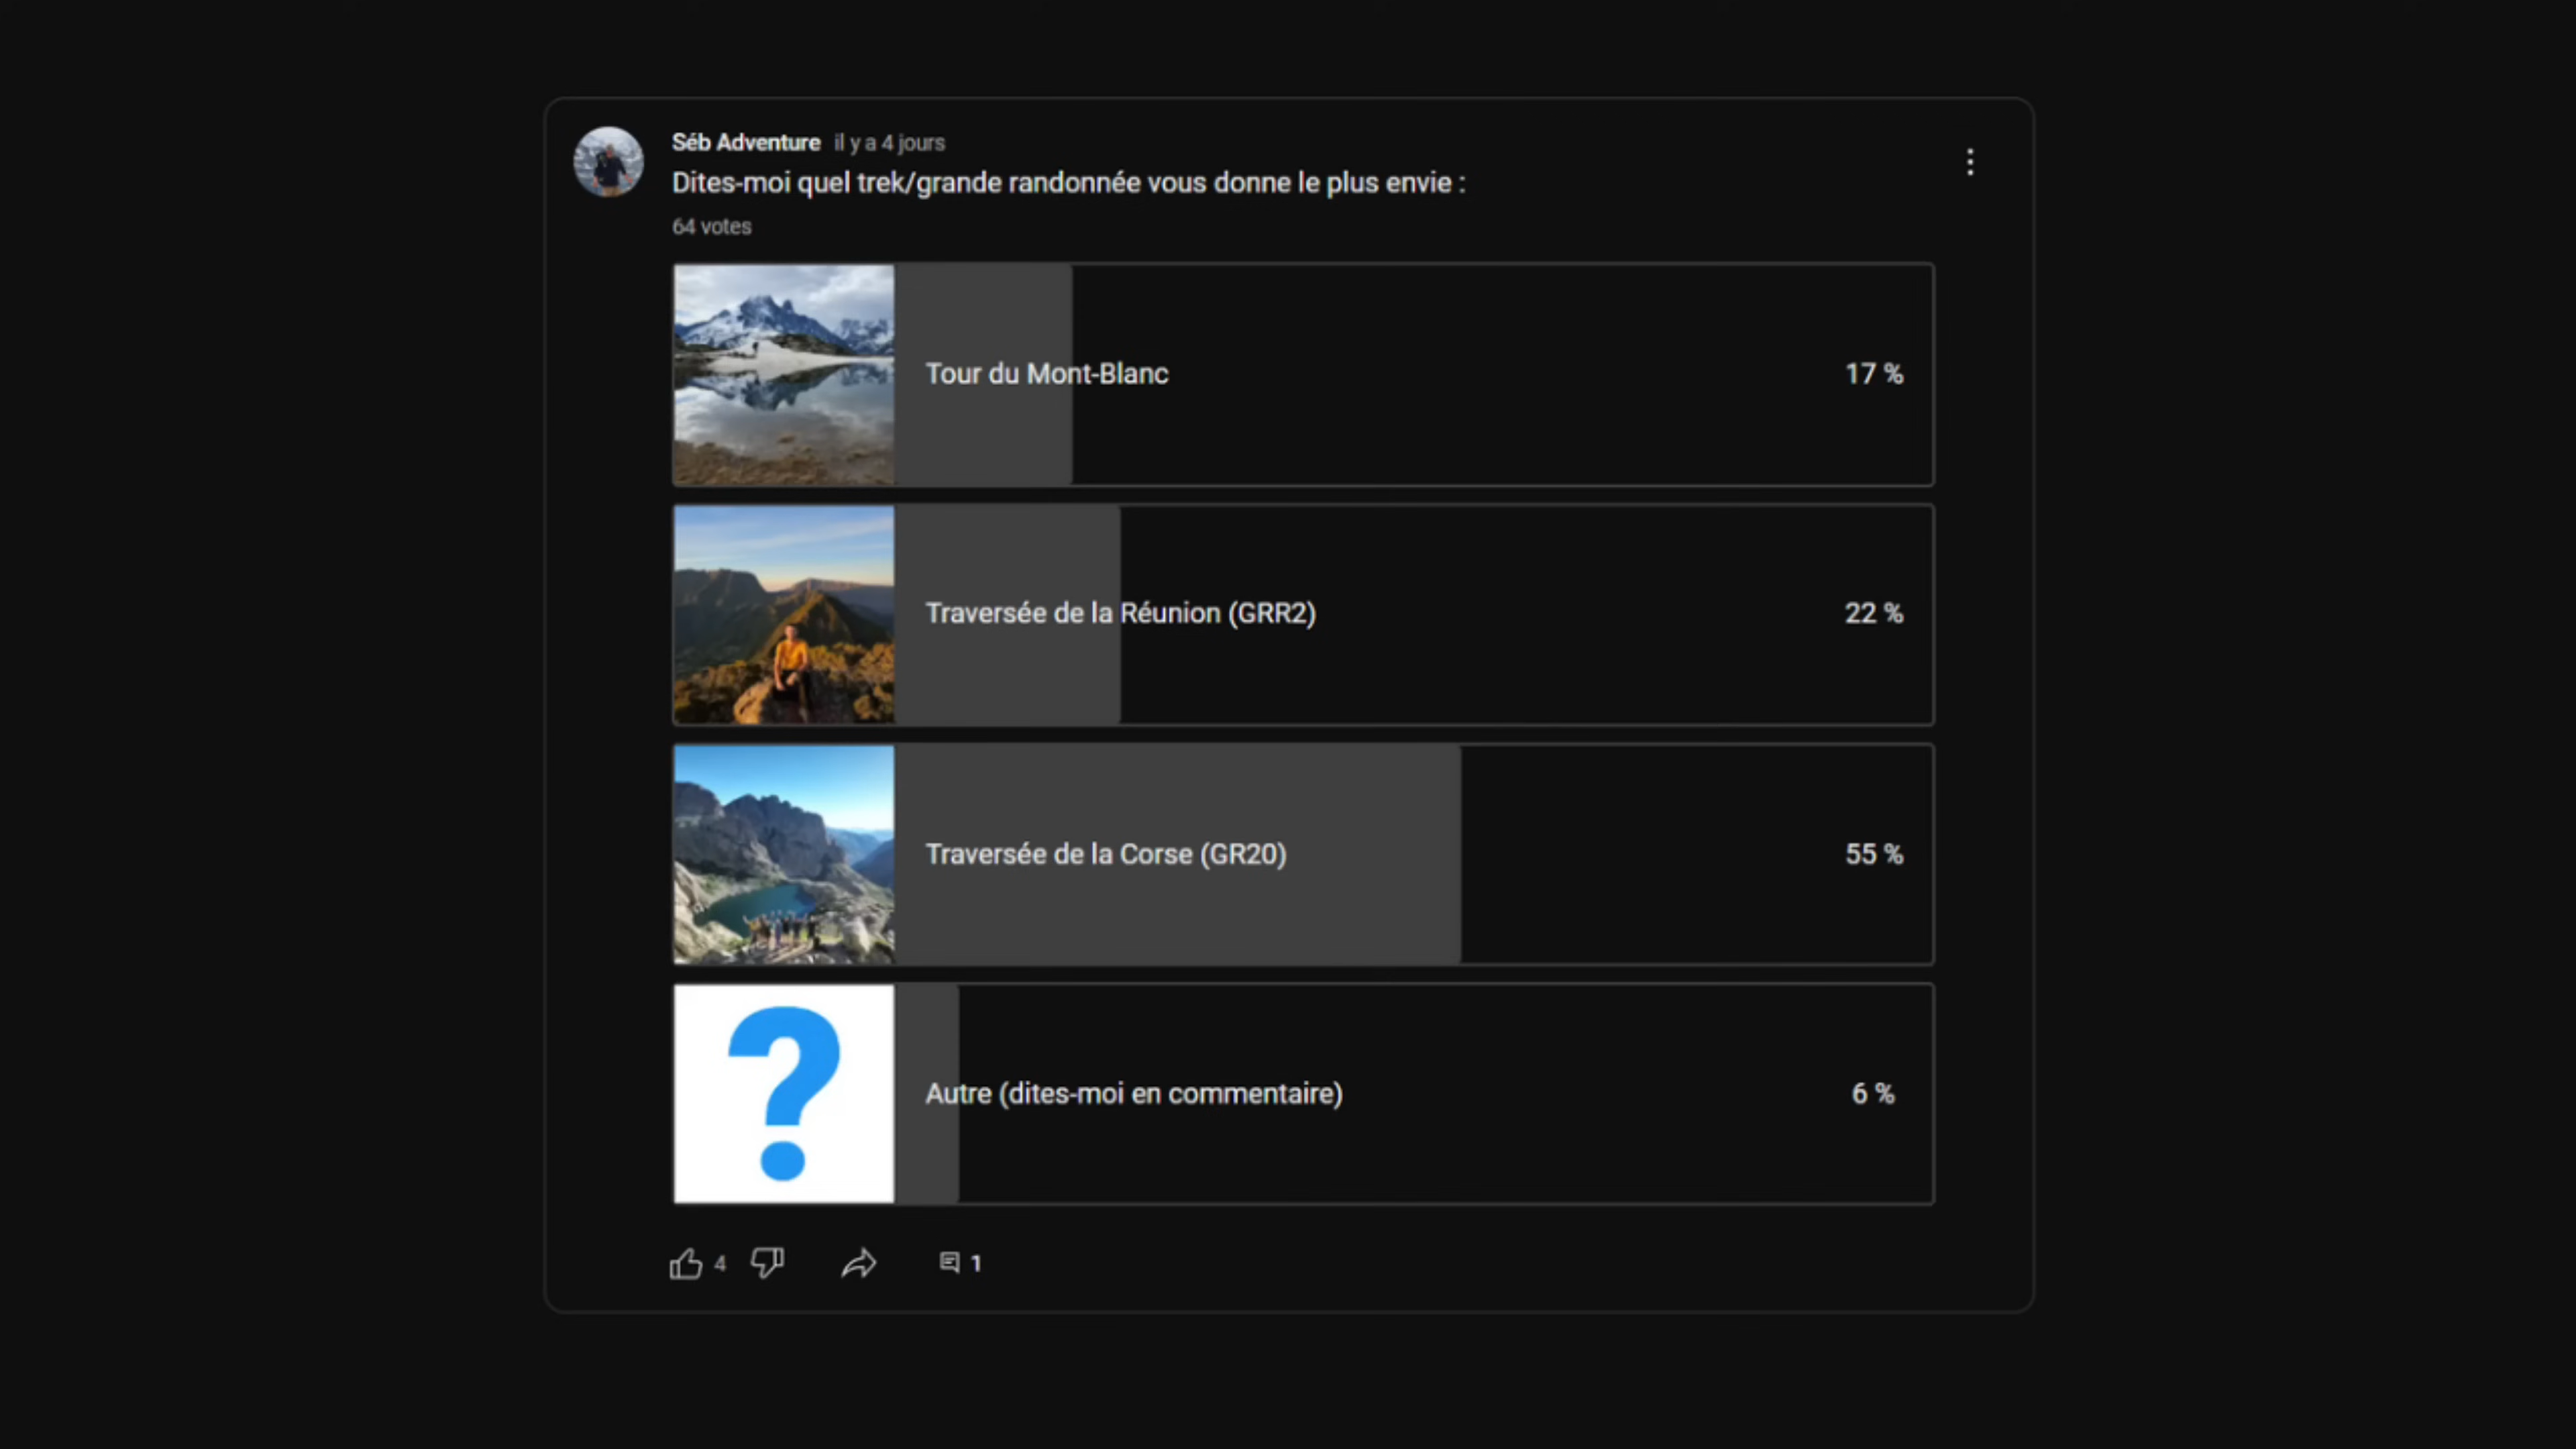 Séb Adventure il y a 4 jours
Dites-moi quel trek/grande randonnée vous donne le plus envie :
64 votes
Tour du Mont-Blanc 17 %
Traversée de la Réunion (GRR2) 22 %
Traversée de la Corse (GR20) 55 %
?
Autre (dites-moi en commentaire) 6 %
4 1